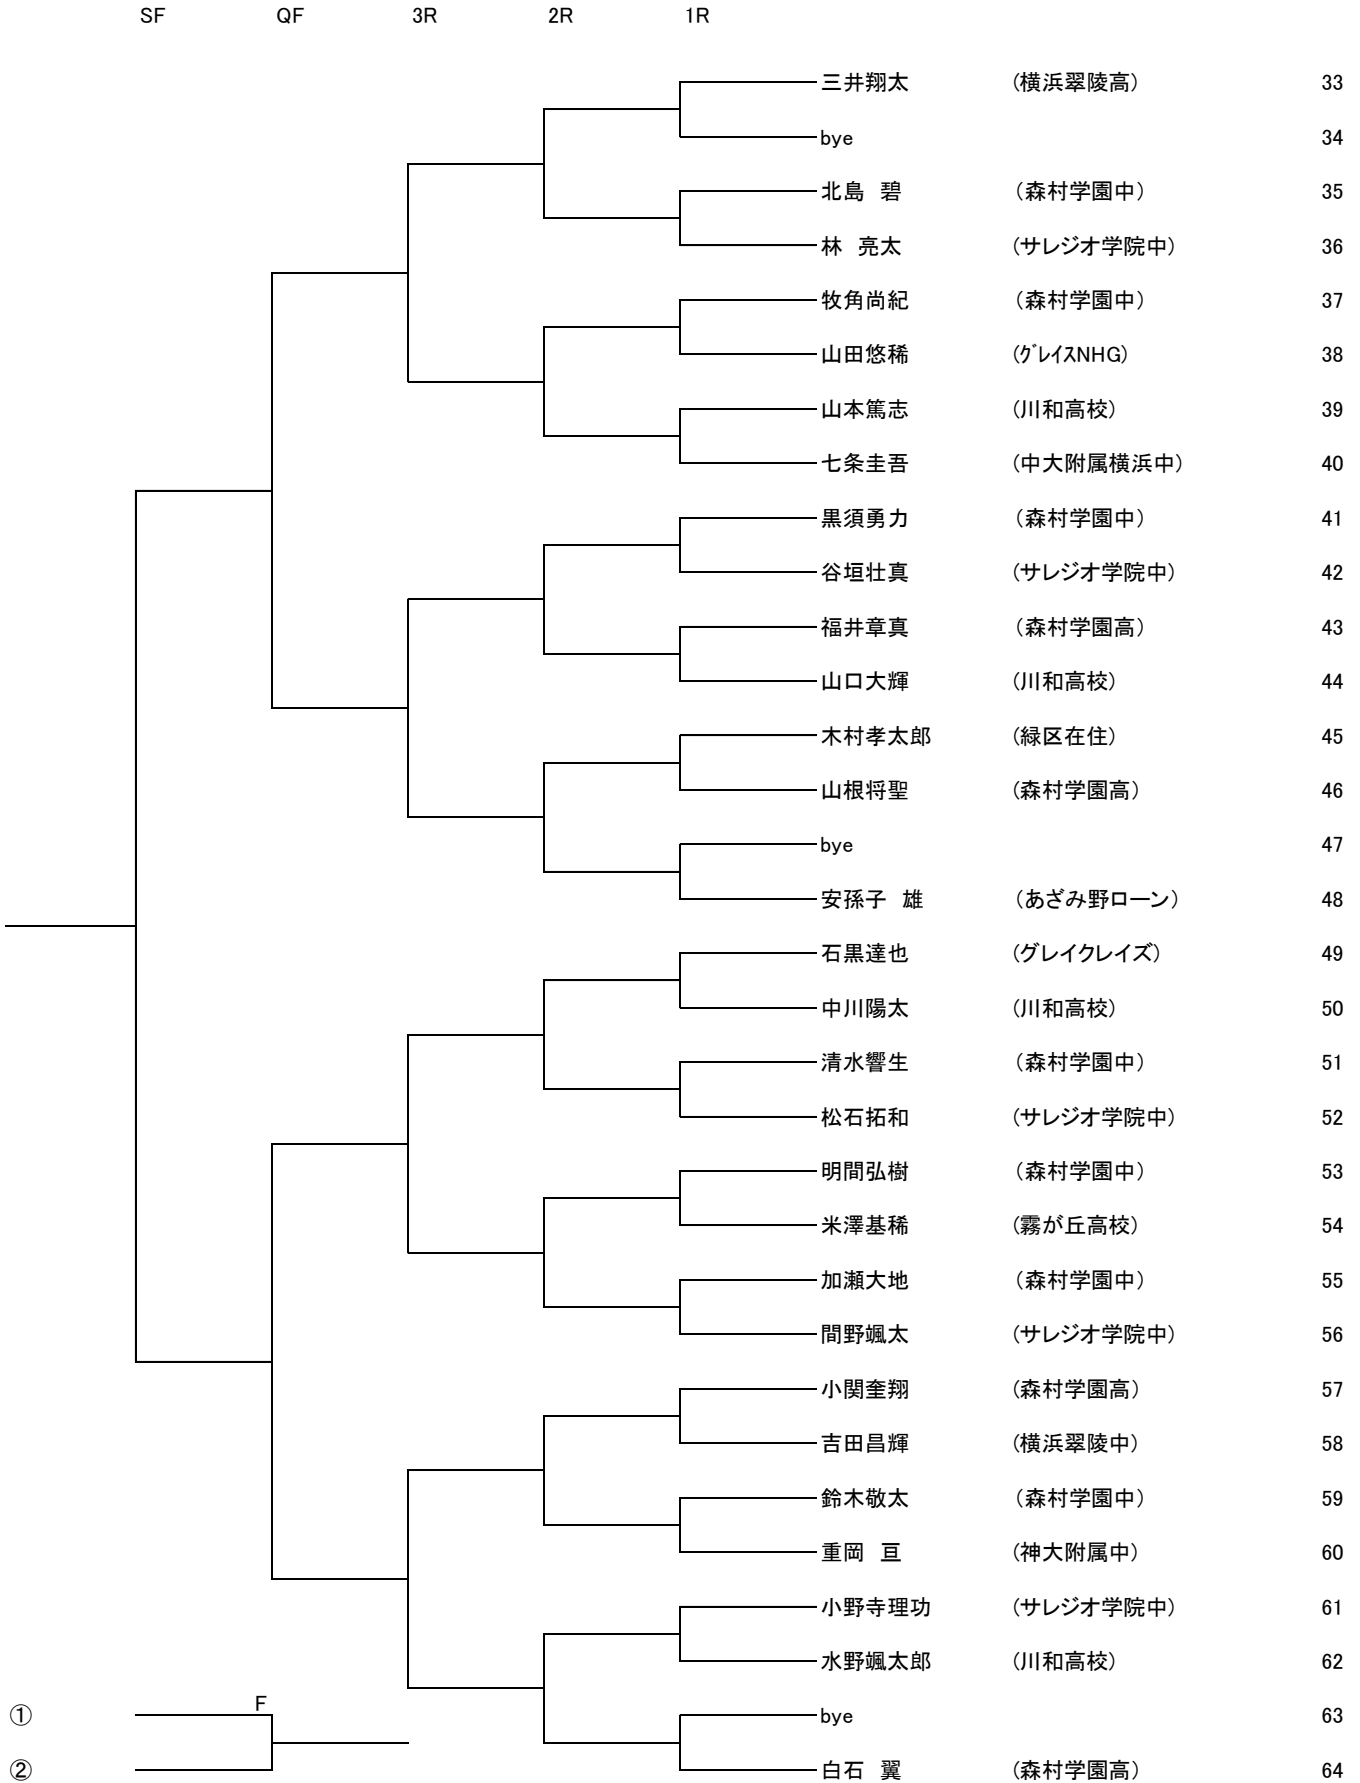 SF QF 3R 2R 1R
三井翔太 (横浜翠陵高) 33
bye 34
北島　碧 (森村学園中) 35
林　亮太 (サレジオ学院中) 36
牧角尚紀 (森村学園中) 37
山田悠稀 (ｸﾞﾚｲｽNHG) 38
山本篤志 (川和高校) 39
七条圭吾 (中大附属横浜中) 40
黒須勇力 (森村学園中) 41
谷垣壮真 (サレジオ学院中) 42
福井章真 (森村学園高) 43
山口大輝 (川和高校) 44
木村孝太郎 (緑区在住) 45
山根将聖 (森村学園高) 46
bye 47
安孫子　雄 (あざみ野ローン) 48
石黒達也 (グレイクレイズ) 49
中川陽太 (川和高校) 50
清水響生 (森村学園中) 51
松石拓和 (サレジオ学院中) 52
明間弘樹 (森村学園中) 53
米澤基稀 (霧が丘高校) 54
加瀬大地 (森村学園中) 55
間野颯太 (サレジオ学院中) 56
小関奎翔 (森村学園高) 57
吉田昌輝 (横浜翠陵中) 58
鈴木敬太 (森村学園中) 59
重岡　亘 (神大附属中) 60
小野寺理功 (サレジオ学院中) 61
水野颯太郎 (川和高校) 62
F
① bye 63
② 白石　翼 (森村学園高) 64